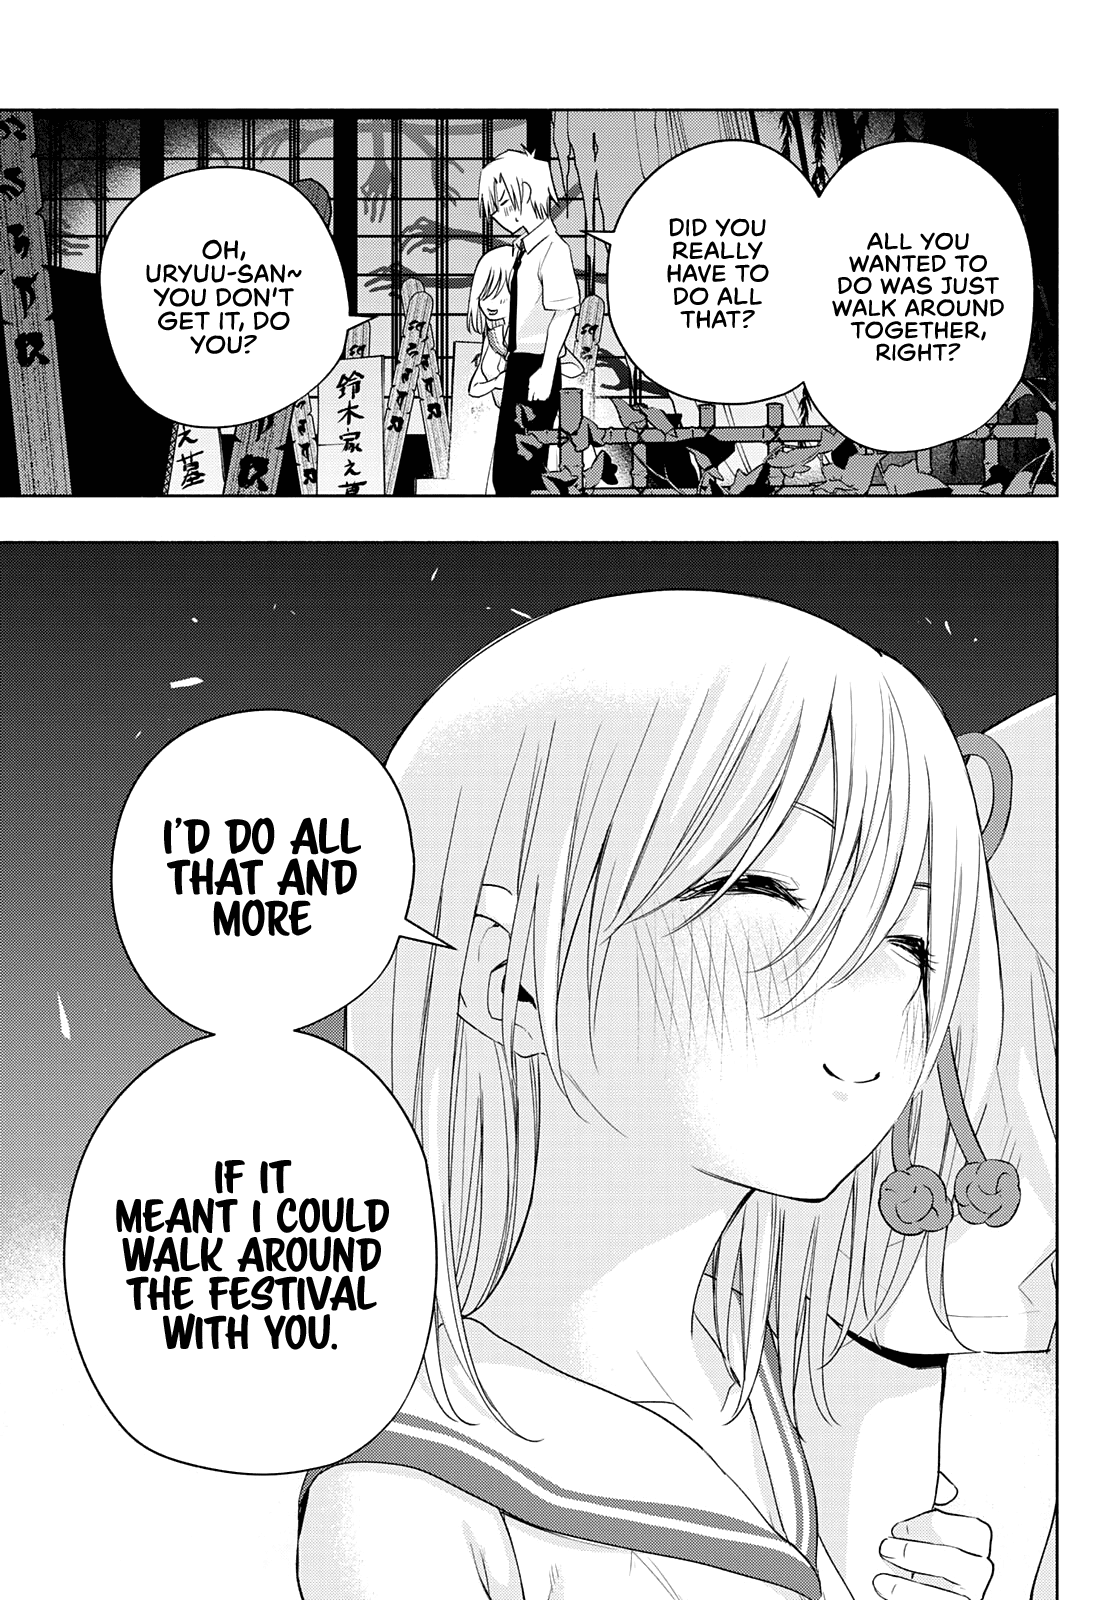 ALL YOU
WANTED TO
DO WAS JUST
WALK AROUND
TOGETHER,
RIGHT?
DID YOU
REALLY
HAVE TO
DO ALL
THAT?
OH,
URYUU-SAN~
YOU DON'T
GET IT, DO
YOU?
鈴木家之墓
之墓
I'D DO ALL
THAT AND
MORE
IF IT
MEANT I COULD
WALK AROUND
THE FESTIVAL
WITH YOU.